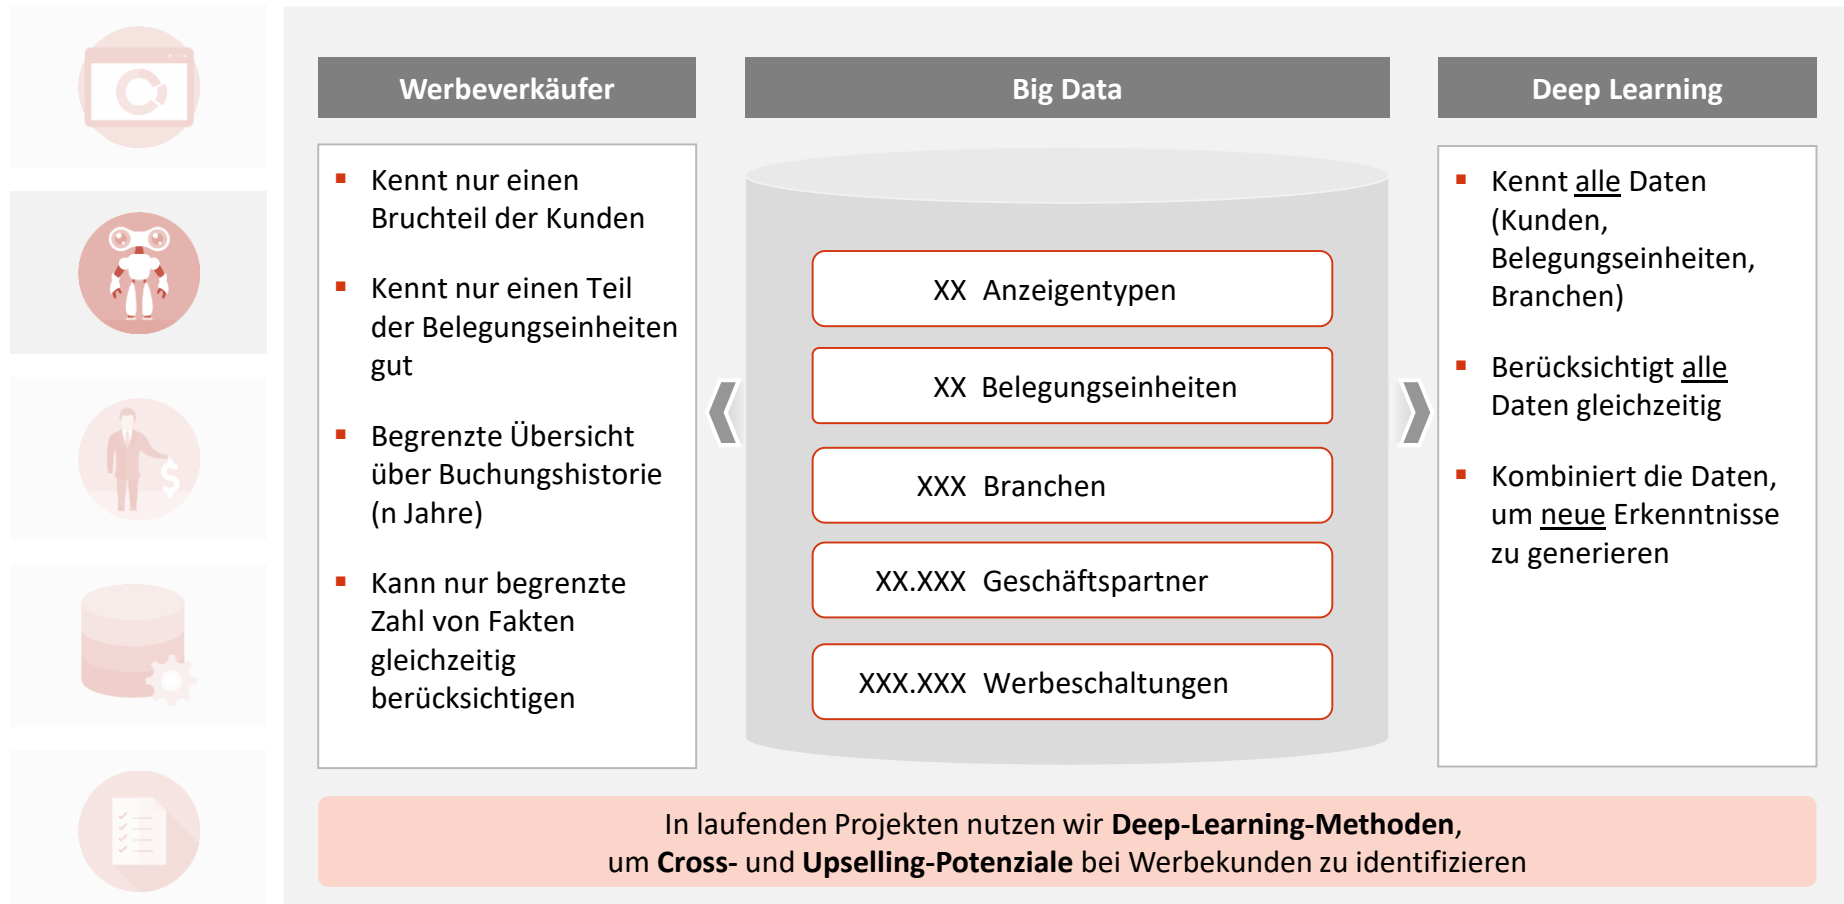 Werbeverkäufer
Kennt nur einen
Bruchteil der Kunden
Kennt nur einen Teil
der Belegungseinheiten
gut
Begrenzte Übersicht
über Buchungshistorie
(n Jahre)
Kann nur begrenzte
Zahl von Fakten
gleichzeitig
berücksichtigen
Big Data
XX Anzeigentypen
XX Belegungseinheiten
XXX Branchen
XX.XXX Geschäftspartner
XXX.XXX Werbeschaltungen
Deep Learning
Kennt alle Daten
(Kunden,
Belegungseinheiten,
Branchen)
Berücksichtigt alle
Daten gleichzeitig
Kombiniert die Daten,
um neue Erkenntnisse
zu generieren
In laufenden Projekten nutzen wir Deep-Learning-Methoden,
um Cross- und Upselling-Potenziale bei Werbekunden zu identifizieren